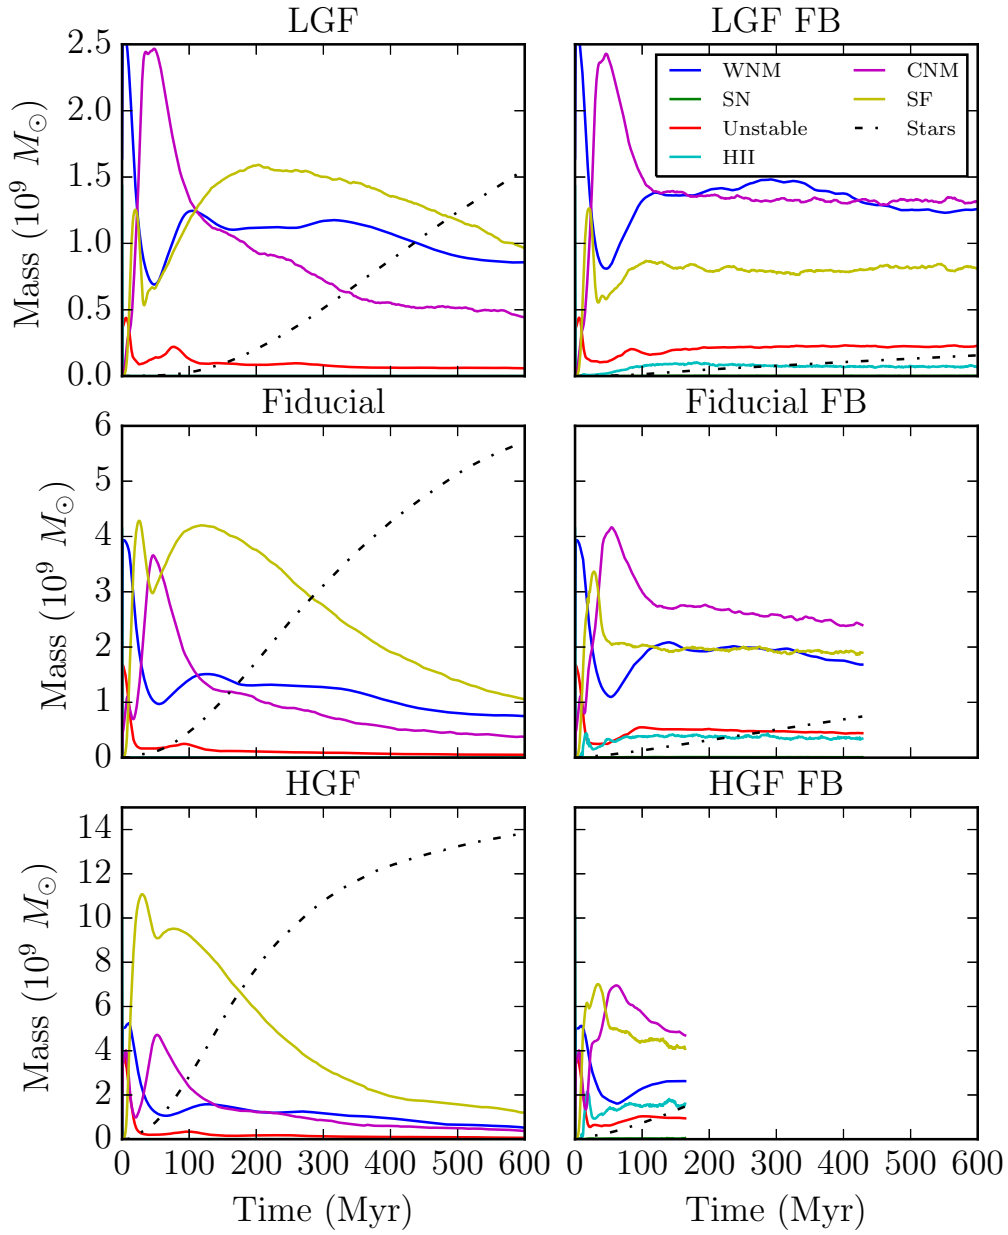 LGF
LGF FB
2.5
2.0
1.5
1.0
0.5
0.0
Mass (10⁹ M☉)
WNM
SN
Unstable
HII
CNM
SF
Stars
Fiducial
Fiducial FB
6
5
4
3
2
1
0
Mass (10⁹ M☉)
HGF
HGF FB
14
12
10
8
6
4
2
0
Mass (10⁹ M☉)
0 100 200 300 400 500 600
0 100 200 300 400 500 600
Time (Myr)
Time (Myr)